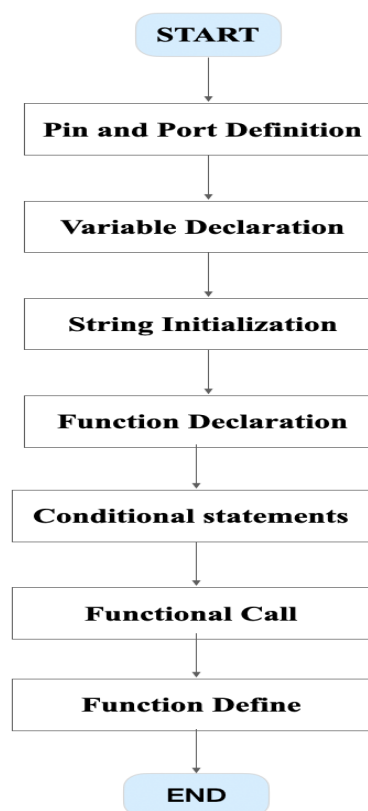 START
Pin and Port Definition
Variable Declaration
String Initialization
Function Declaration
Conditional statements
Functional Call
Function Define
END